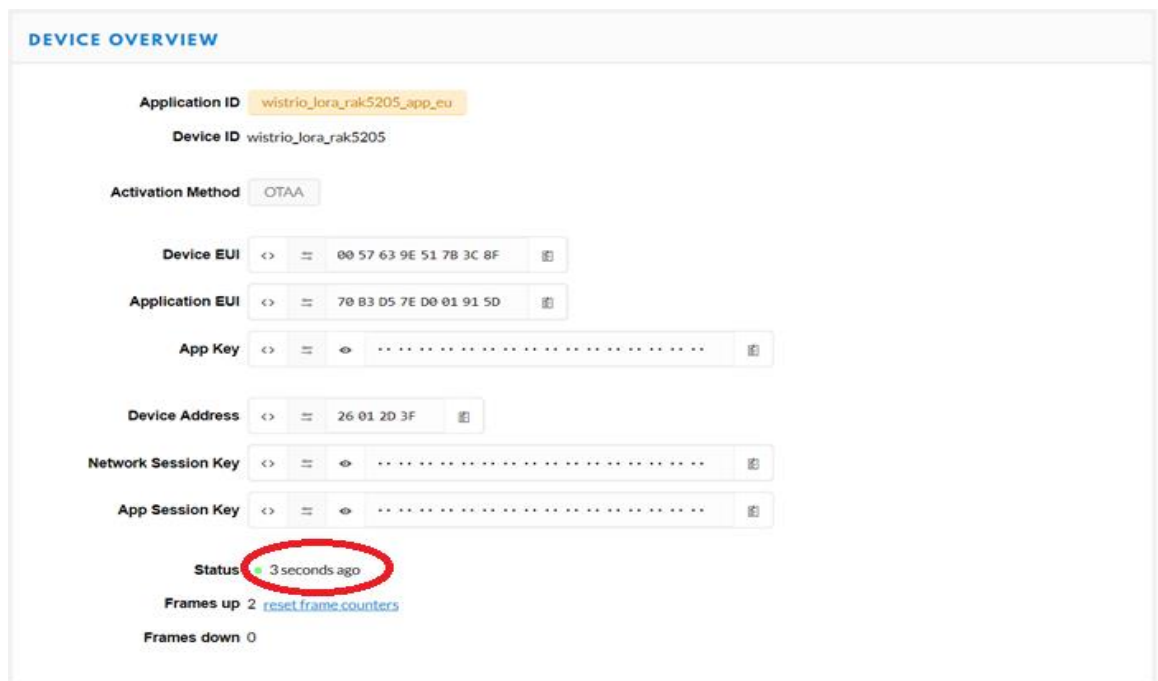 DEVICE OVERVIEW
Application ID wistrio_lora_rak5205_app_eu
Device ID wistrio_lora_rak5205
Activation Method OTAA
Device EUI <> 00 57 63 9E 51 7B 3C 8F
Application EUI <> 70 B3 D5 7E D0 01 91 5D
App Key <>
Device Address <> 26 01 2D 3F
Network Session Key <>
App Session Key <>
Status 3 seconds ago
Frames up 2 reset frame counters
Frames down 0